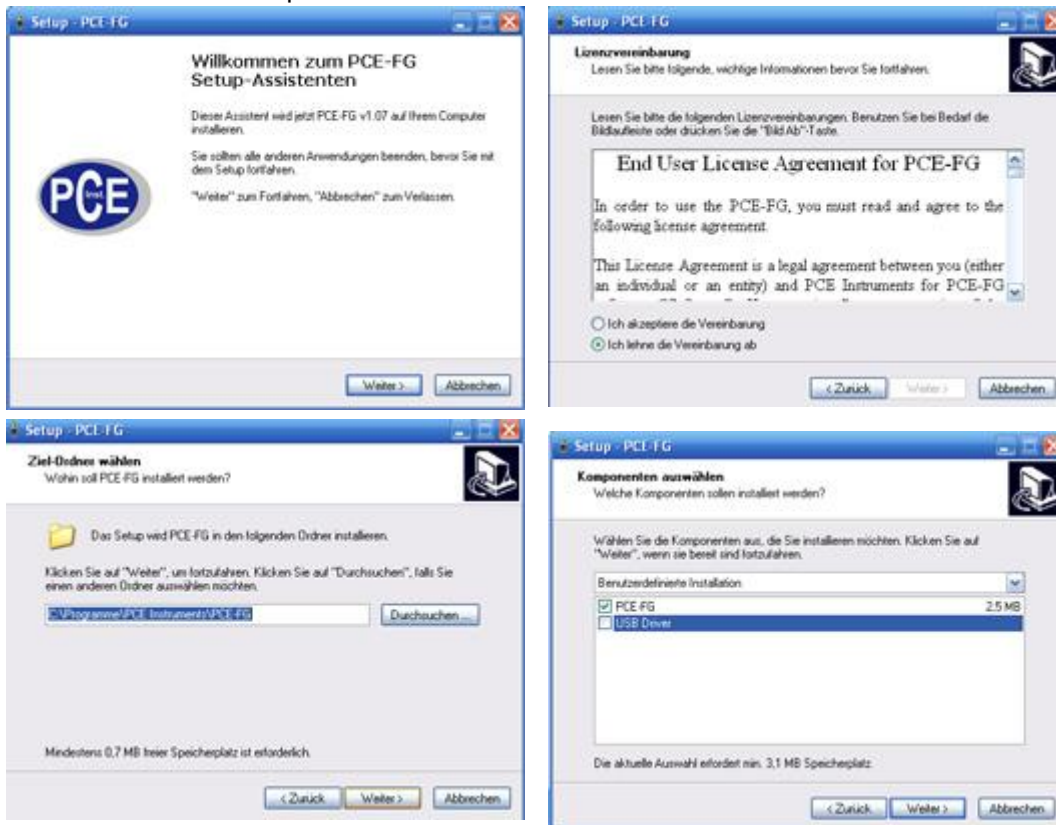 Setup - PCE-FG
Willkommen zum PCE-FG
Setup-Assistenten
Dieser Assistent wird jetzt PCE-FG v1.07 auf Ihrem Computer
installieren.
Sie sollten alle anderen Anwendungen beenden, bevor Sie mit
dem Setup fortfahren.
"Weiter" zum Fortfahren, "Abbrechen" zum Verlassen.
PCE
Inst.
Weiter >
Abbrechen
Setup - PCE-FG
Lizenzvereinbarung
Lesen Sie bitte folgende, wichtige Informationen bevor Sie fortfahren.
Lesen Sie bitte die folgenden Lizenzvereinbarungen. Benutzen Sie bei Bedarf die
Bildlaufleiste oder drücken Sie die "Bild Ab"-Taste.
End User License Agreement for PCE-FG
In order to use the PCE-FG, you must read and agree to the
following license agreement.
This License Agreement is a legal agreement between you (either
an individual or an entity) and PCE Instruments for PCE-FG
Ich akzeptiere die Vereinbarung
Ich lehne die Vereinbarung ab
< Zurück
Weiter >
Abbrechen
Setup - PCE-FG
Ziel-Ordner wählen
Wohin soll PCE-FG installiert werden?
Das Setup wird PCE-FG in den folgenden Ordner installieren.
Klicken Sie auf "Weiter", um fortzufahren. Klicken Sie auf "Durchsuchen", falls Sie
einen anderen Ordner auswählen möchten.
C:\Programme\PCE Instruments\PCE-FG
Durchsuchen ...
Mindestens 0,7 MB freier Speicherplatz ist erforderlich.
< Zurück
Weiter >
Abbrechen
Setup - PCE-FG
Komponenten auswählen
Welche Komponenten sollen installiert werden?
Wählen Sie die Komponenten aus, die Sie installieren möchten. Klicken Sie auf
"Weiter", wenn sie bereit sind fortzufahren.
Benutzerdefinierte Installation
PCE-FG 2.5 MB
USB Driver
Die aktuelle Auswahl erfordert min. 3,1 MB Speicherplatz.
< Zurück
Weiter >
Abbrechen